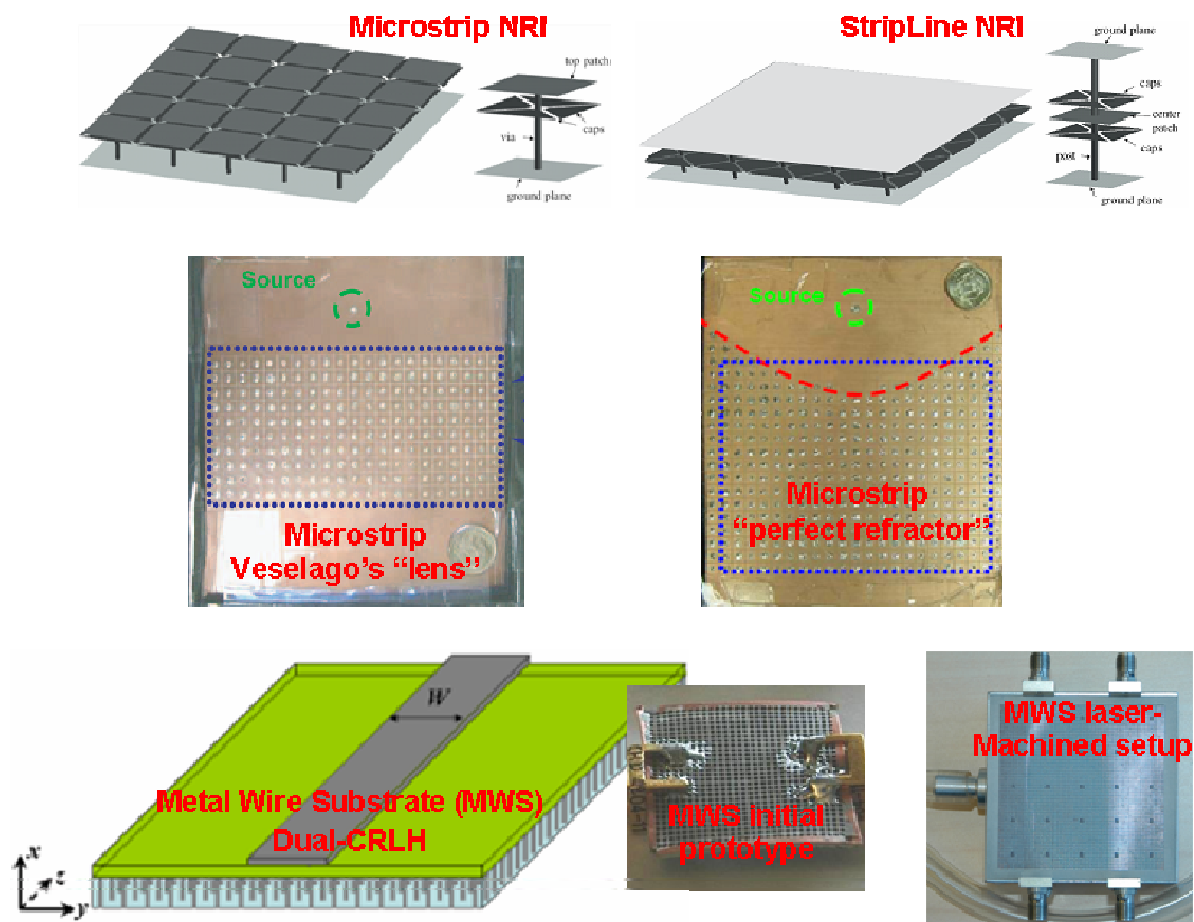 Microstrip NRI
top patch
caps
via
ground plane
StripLine NRI
ground plane
caps
center
patch
caps
post
ground plane
Source
Microstrip
Veselago's “lens”
Source
Microstrip
“perfect refractor”
W
Metal Wire Substrate (MWS)
Dual-CRLH
x
z
y
MWS initial
prototype
MWS laser-
Machined setup